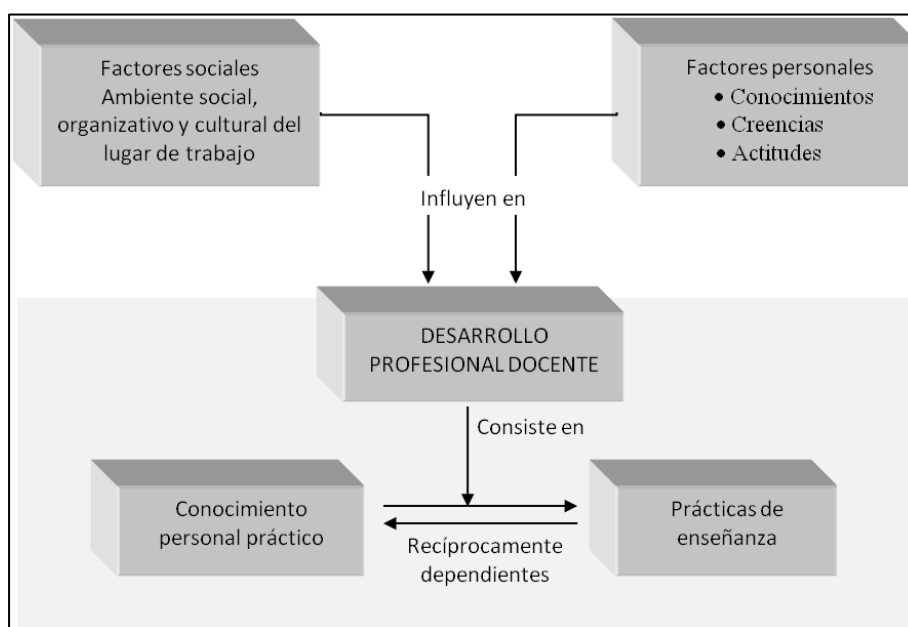 Factores sociales
Ambiente social,
organizativo y cultural del
lugar de trabajo
Factores personales
• Conocimientos
• Creencias
• Actitudes
Influyen en
DESARROLLO
PROFESIONAL DOCENTE
Consiste en
Conocimiento
personal práctico
Recíprocamente
dependientes
Prácticas de
enseñanza